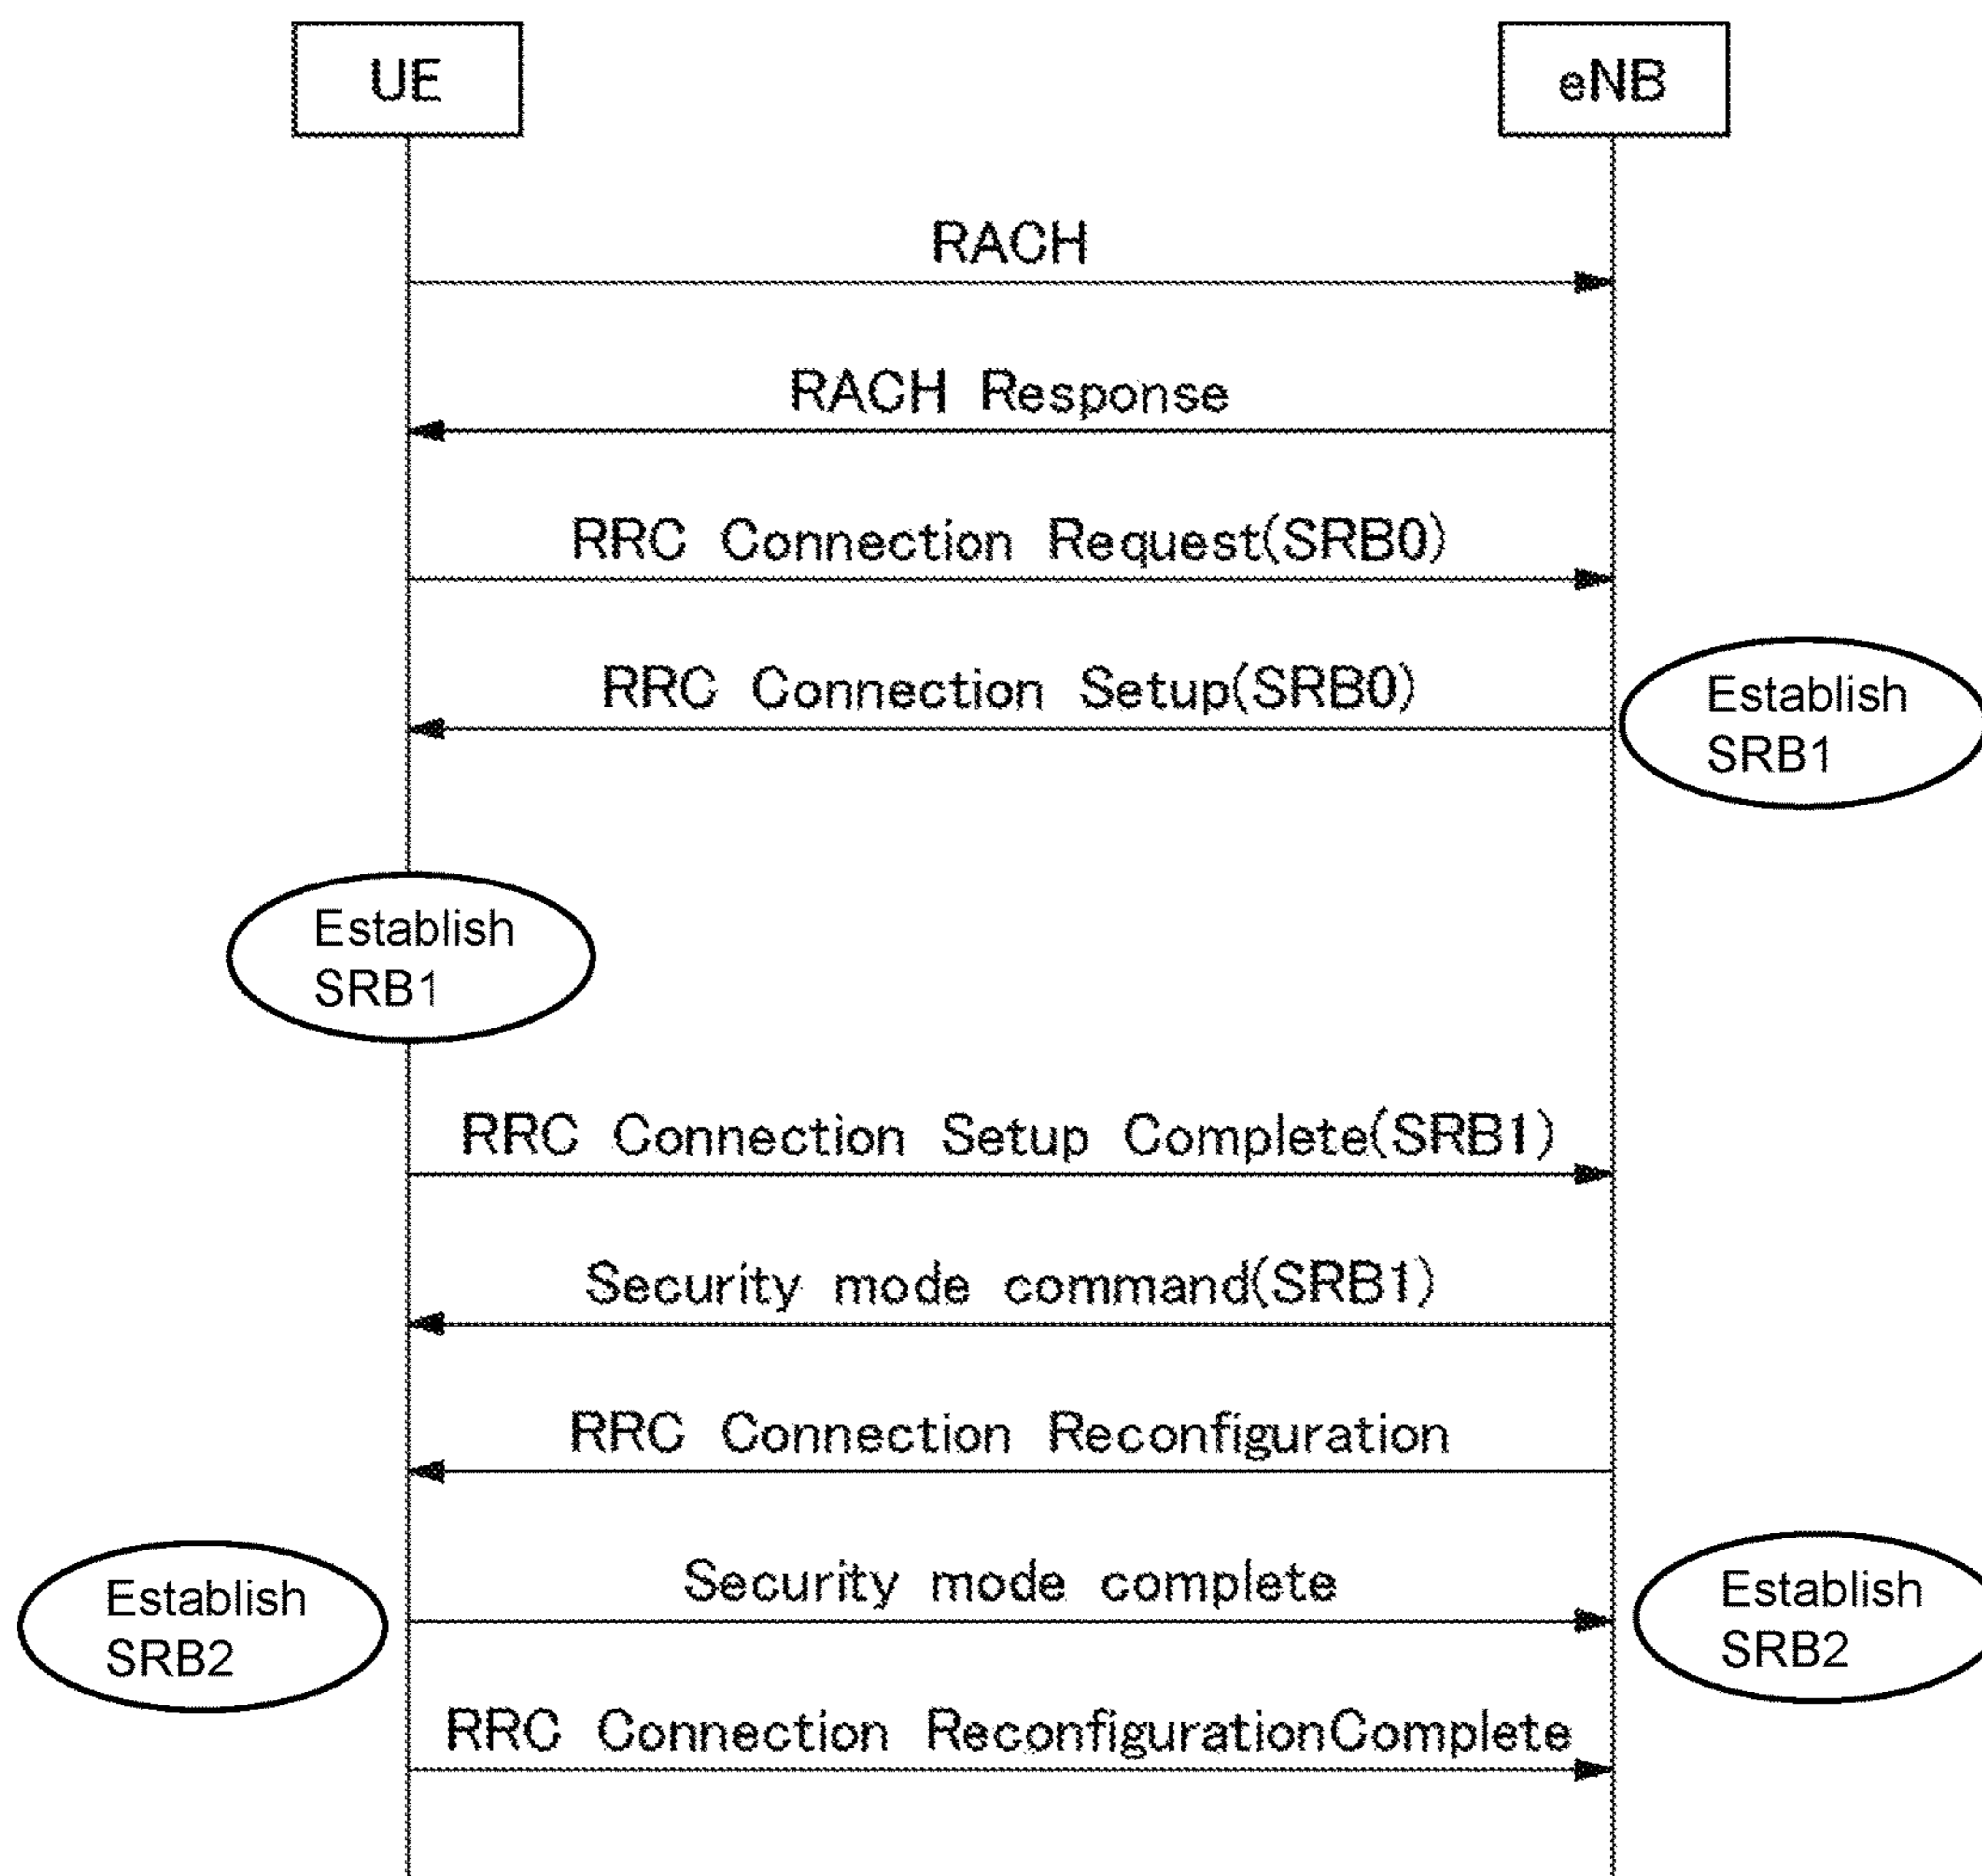 UE
eNB
RACH
RACH Response
RRC Connection Request(SRB0)
RRC Connection Setup(SRB0)
Establish
SRB1
Establish
SRB1
RRC Connection Setup Complete(SRB1)
Security mode command(SRB1)
RRC Connection Reconfiguration
Security mode complete
Establish
SRB2
Establish
SRB2
RRC Connection ReconfigurationComplete